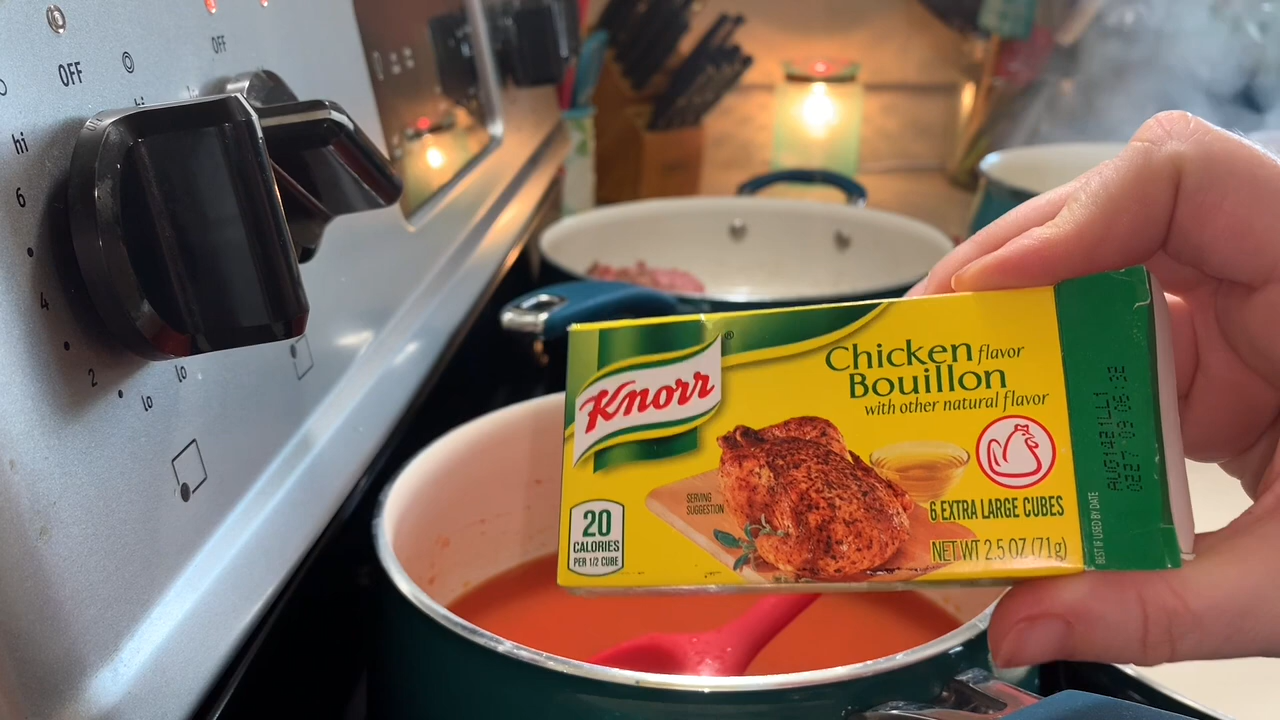 OFF
OFF
hi
hi
6
4
2
lo
lo
Knorr®
Chicken flavor
Bouillon
with other natural flavor
SERVING
SUGGESTION
20
CALORIES
PER 1/2 CUBE
6 EXTRA LARGE CUBES
NET WT 2.5 OZ (71g)
BEST IF USED BY DATE